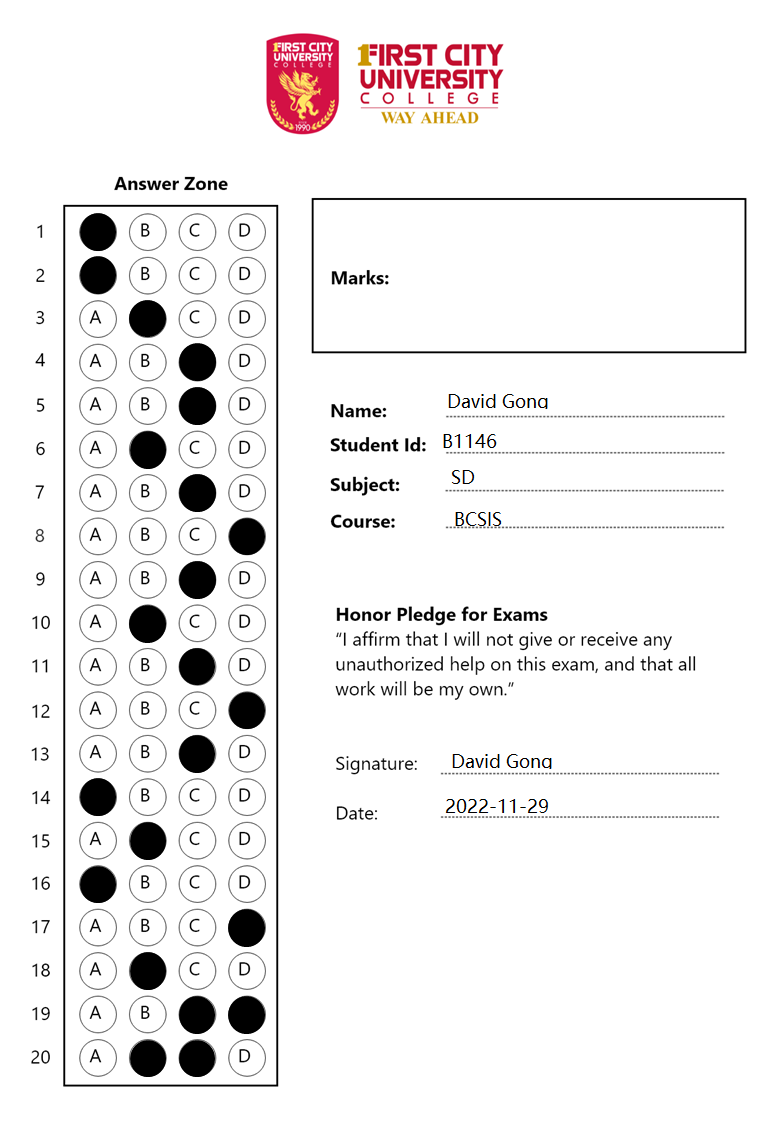 1FIRST CITY
UNIVERSITY
COLLEGE
SINCE
1990
1FIRST CITY
UNIVERSITY
COLLEGE
WAY AHEAD
Answer Zone
1 B C D
2 B C D
3 A C D
4 A B D
5 A B D
6 A C D
7 A B D
8 A B C
9 A B D
10 A C D
11 A B D
12 A B C
13 A B D
14 B C D
15 A C D
16 B C D
17 A B C
18 A C D
19 A B
20 A D
Marks:
Name: David Gong
Student Id: B1146
Subject: SD
Course: BCSIS
Honor Pledge for Exams
“I affirm that I will not give or receive any
unauthorized help on this exam, and that all
work will be my own.”
Signature: David Gong
Date: 2022-11-29